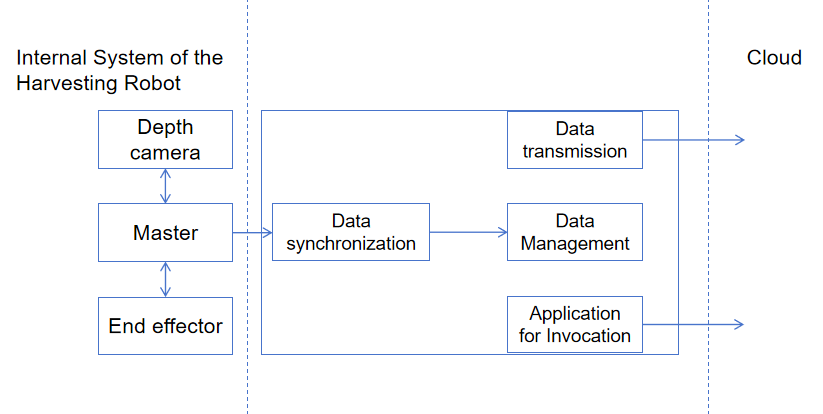 Internal System of the
Harvesting Robot
Cloud
Depth
camera
Data
transmission
Master
Data
synchronization
Data
Management
End effector
Application
for Invocation